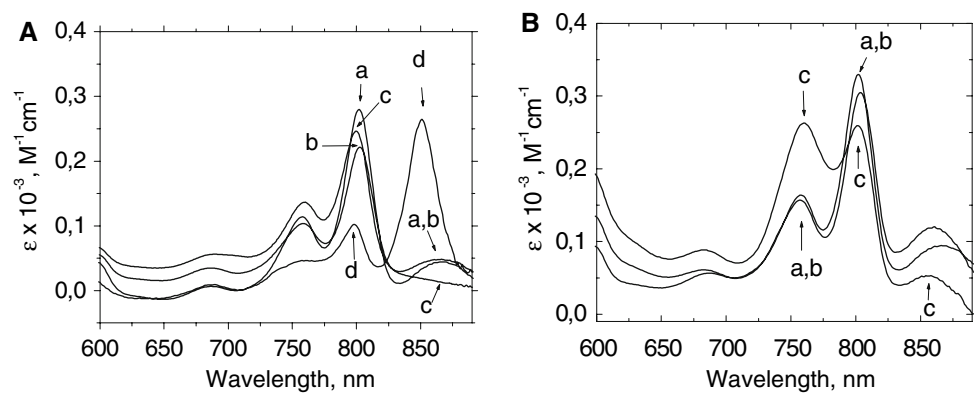 A
0,4
0,3
0,2
0,1
0,0
ε x 10⁻³, M⁻¹cm⁻¹
a
c
b
d
d
a,b
c
600 650 700 750 800 850
Wavelength, nm
B
0,4
0,3
0,2
0,1
0,0
ε x 10⁻³, M⁻¹cm⁻¹
a,b
c
c
a,b
c
600 650 700 750 800 850
Wavelength, nm